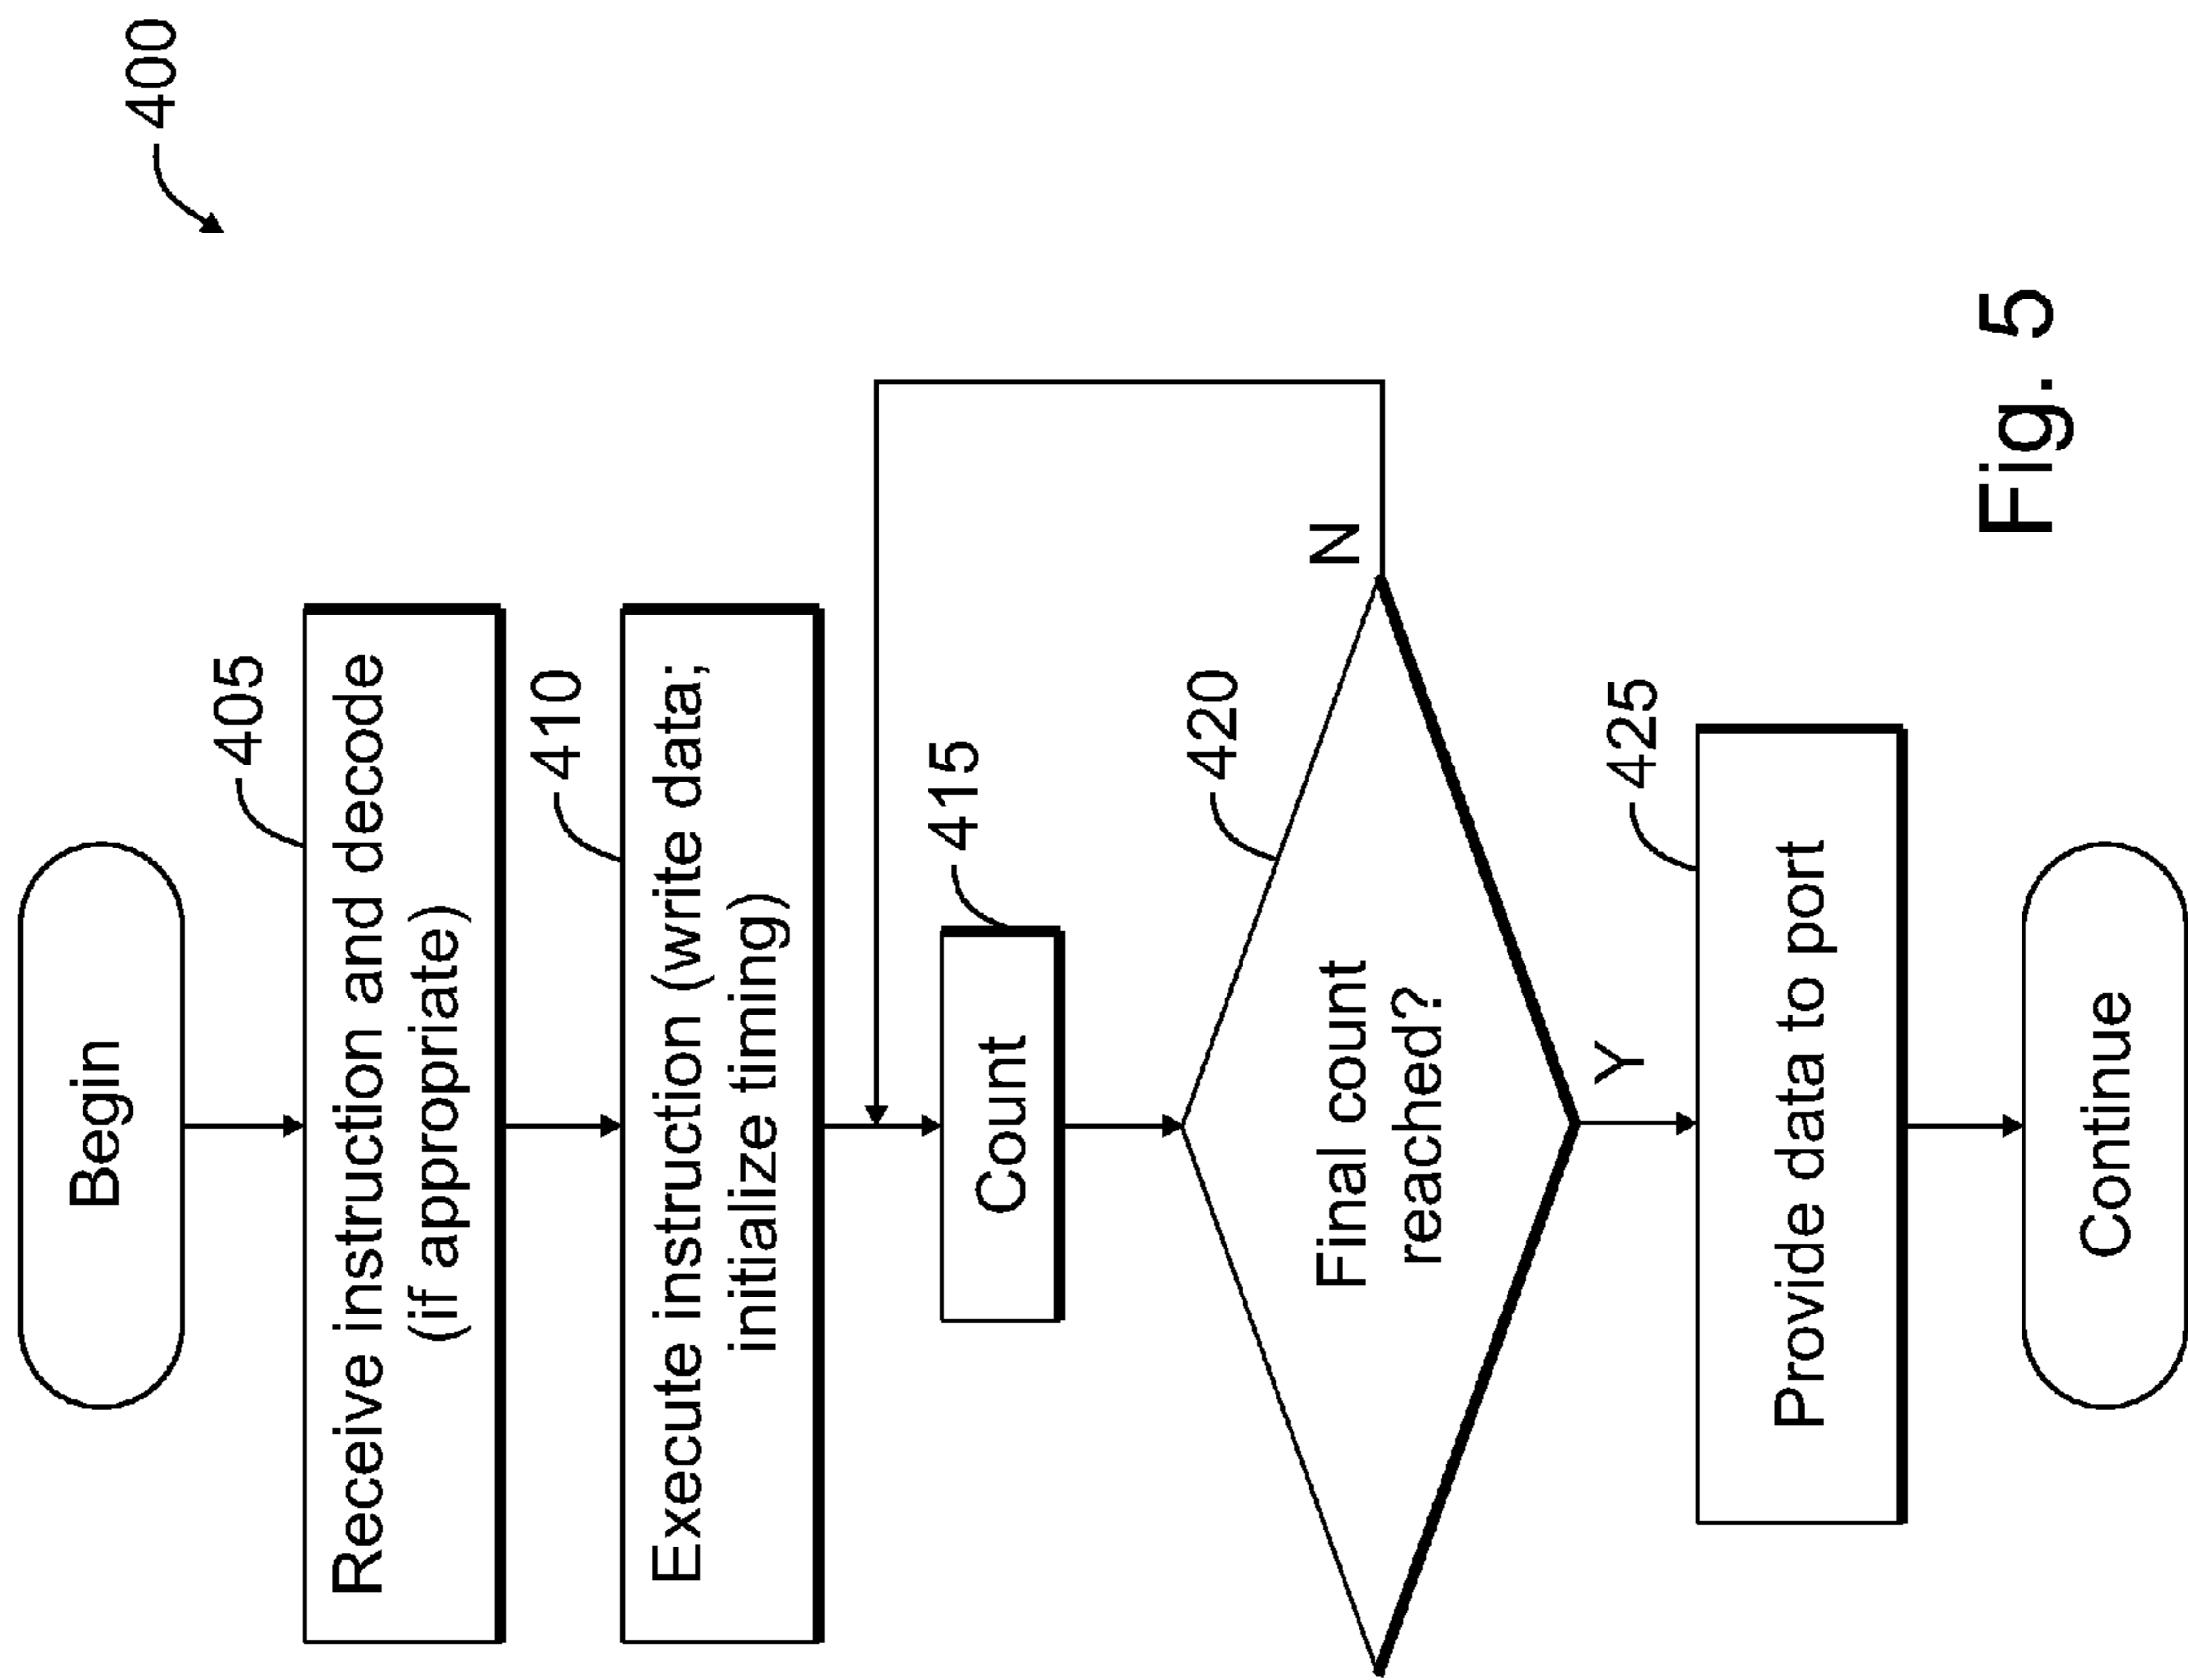 400
Begin
405
Receive instruction and decode
(if appropriate)
410
Execute instruction (write data;
initialize timing)
415
Count
420
Final count
reached?
N
Y
425
Provide data to port
Continue
Fig. 5